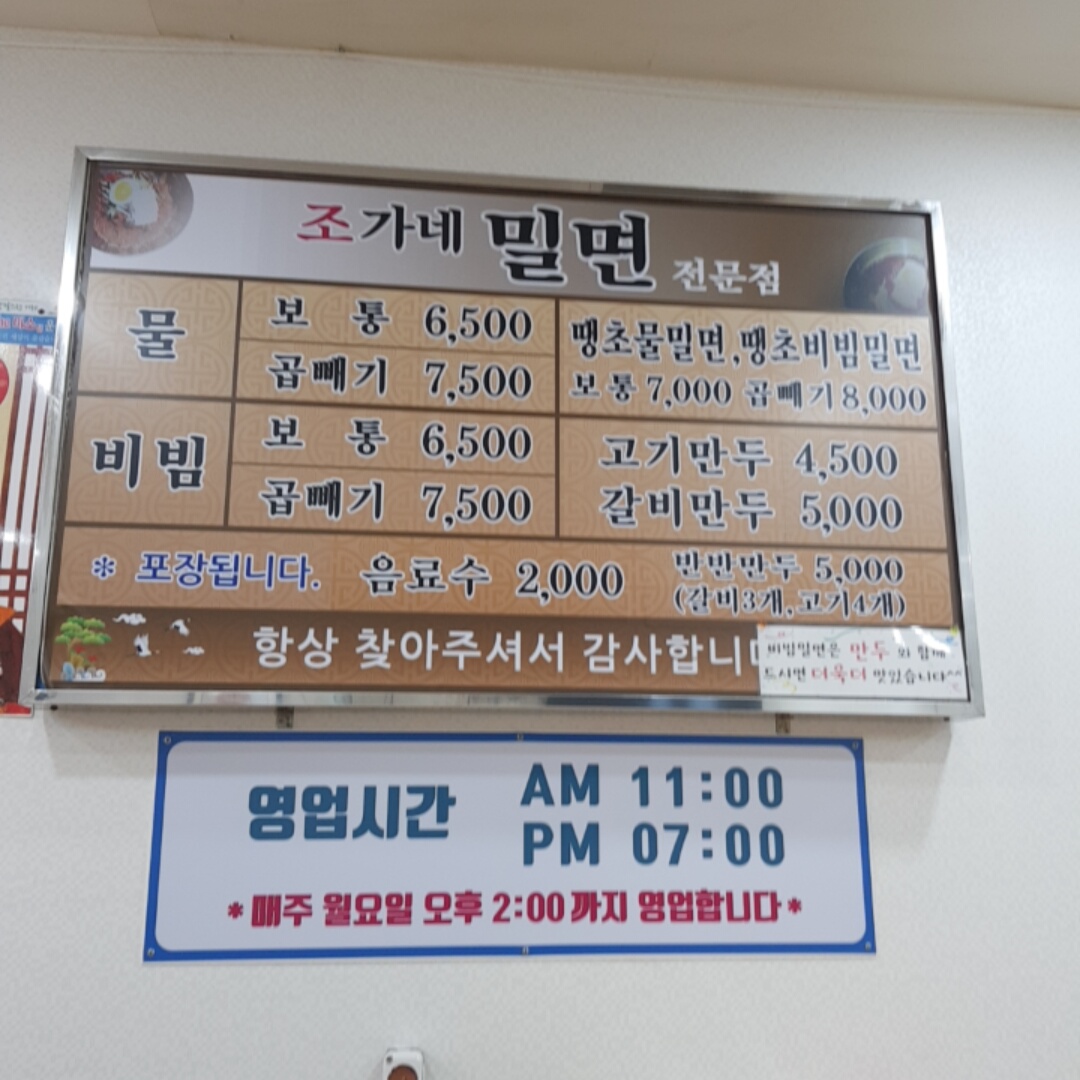 조가네 밀면 전문점
물
보통 6,500
곱빼기 7,500
비빔
보통 6,500
곱빼기 7,500
땡초물밀면,땡초비빔밀면
보통 7,000 곱빼기 8,000
고기만두 4,500
갈비만두 5,000
* 포장됩니다. 음료수 2,000
반반만두 5,000
(갈비3개,고기4개)
항상 찾아주셔서 감사합니다
비빔밀면은 만두와 함께
드시면 더욱더 맛있습니다^^
영업시간
AM 11:00
PM 07:00
*매주 월요일 오후 2:00까지 영업합니다*